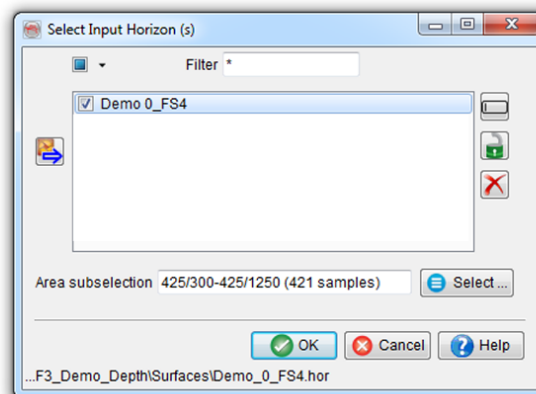 Select Input Horizon (s)
Filter *
Demo 0_FS4
Area subselection 425/300-425/1250 (421 samples) Select ...
OK Cancel Help
...F3_Demo_Depth\Surfaces\Demo_0_FS4.hor